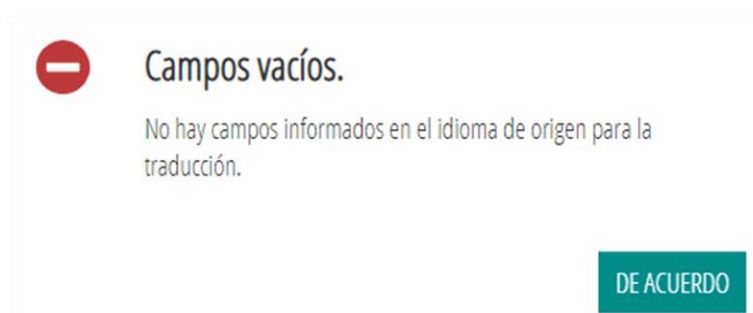 Campos vacíos.
No hay campos informados en el idioma de origen para la
traducción.
DE ACUERDO